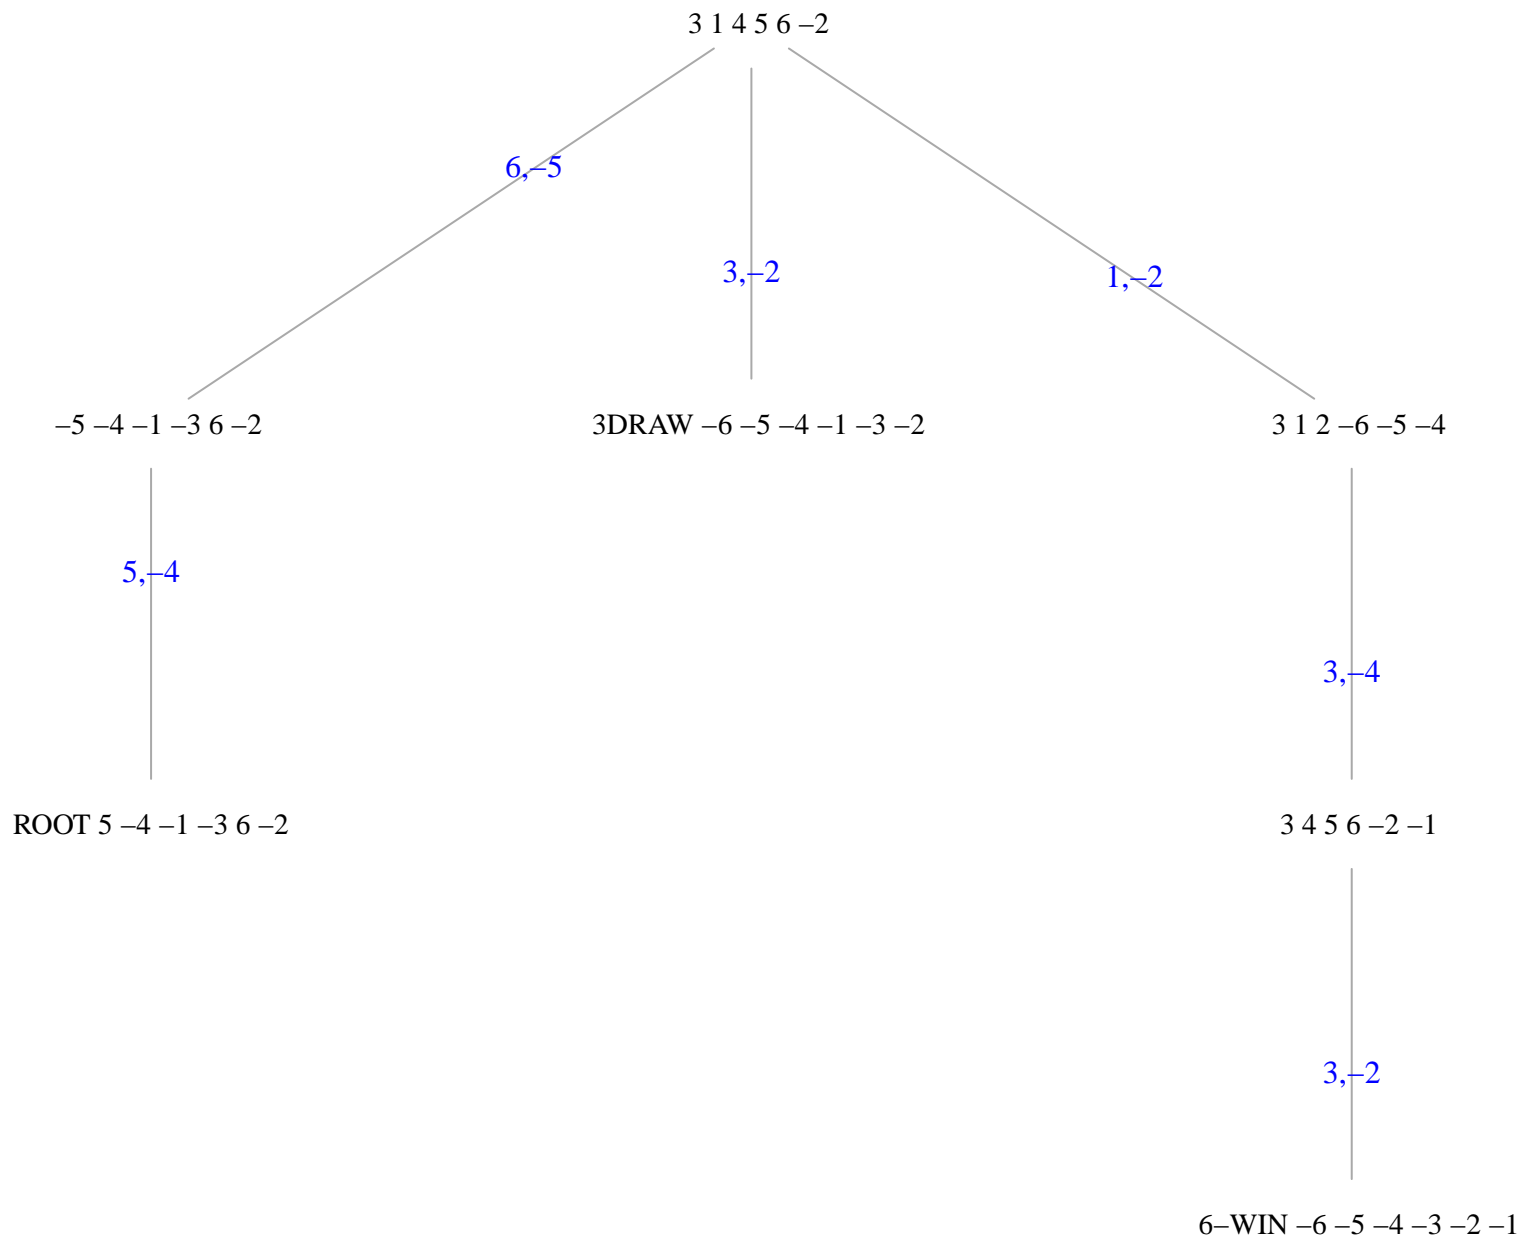 3 1 4 5 6 –2
6,–5
3,–2
1,–2
–5 –4 –1 –3 6 –2
3DRAW –6 –5 –4 –1 –3 –2
3 1 2 –6 –5 –4
5,–4
3,–4
ROOT 5 –4 –1 –3 6 –2
3 4 5 6 –2 –1
3,–2
6–WIN –6 –5 –4 –3 –2 –1